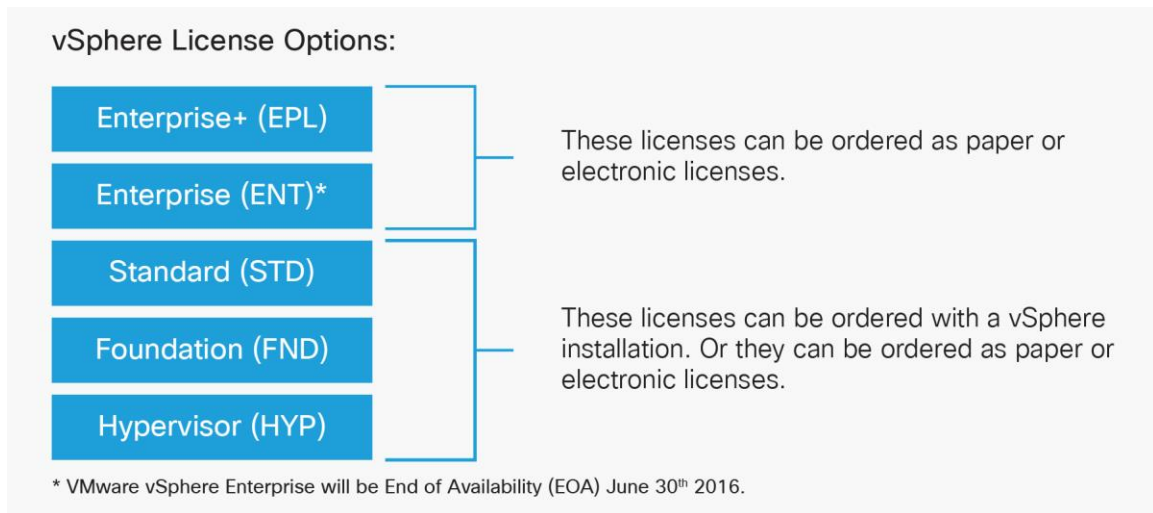 vSphere License Options:
Enterprise+ (EPL)
Enterprise (ENT)*
These licenses can be ordered as paper or
electronic licenses.
Standard (STD)
Foundation (FND)
Hypervisor (HYP)
These licenses can be ordered with a vSphere
installation. Or they can be ordered as paper or
electronic licenses.
* VMware vSphere Enterprise will be End of Availability (EOA) June 30th 2016.